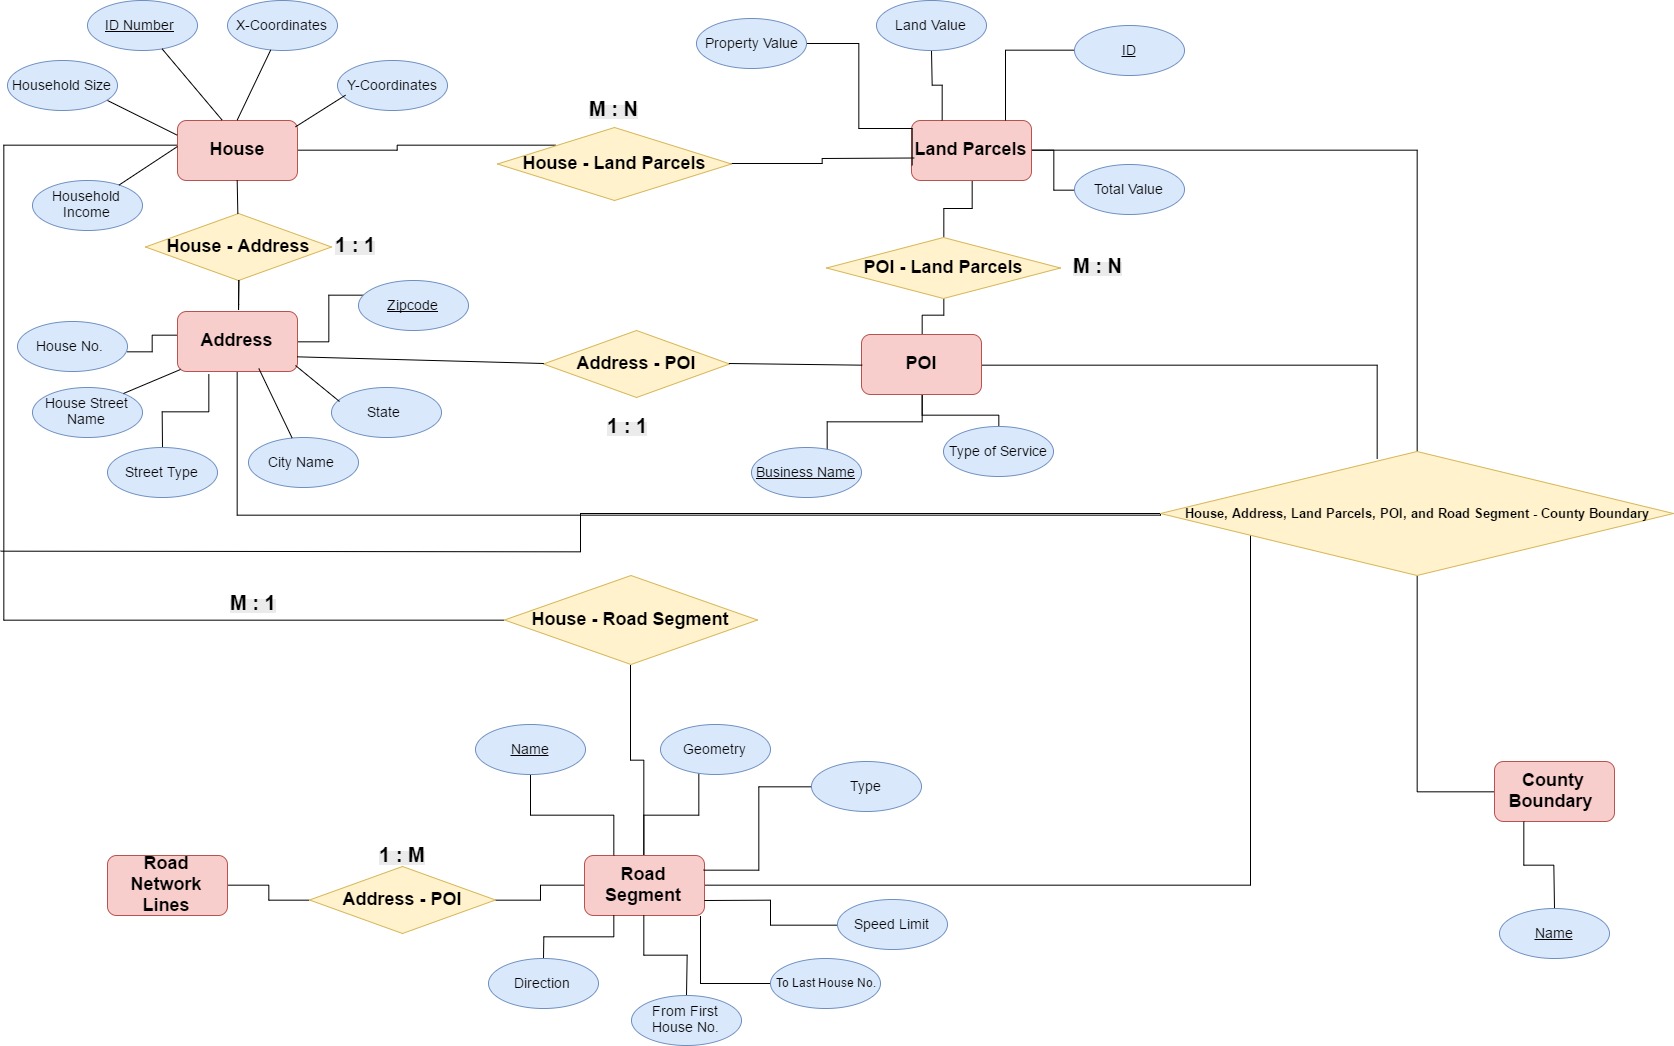 ID Number
X-Coordinates
Land Value
Property Value
ID
Household Size
Y-Coordinates
M : N
House
House - Land Parcels
Land Parcels
Household
Income
Total Value
House - Address
1 : 1
POI - Land Parcels
M : N
Zipcode
House No.
Address
Address - POI
POI
House Street
Name
State
1 : 1
Street Type
City Name
Business Name
Type of Service
House, Address, Land Parcels, POI, and Road Segment - County Boundary
M : 1
House - Road Segment
Name
Geometry
Type
County
Boundary
Road
Network
Lines
1 : M
Address - POI
Road
Segment
Speed Limit
Name
Direction
To Last House No.
From First
House No.